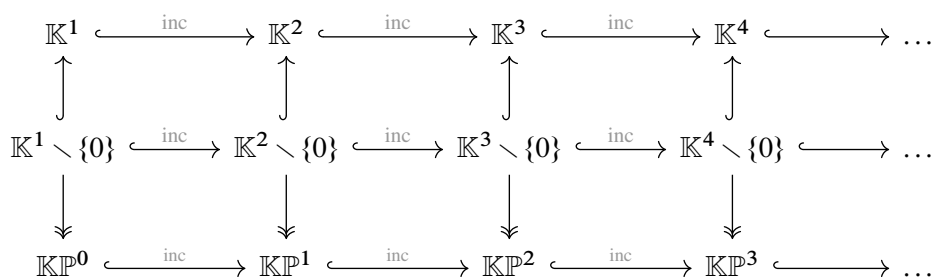 𝕂¹ inc 𝕂² inc 𝕂³ inc 𝕂⁴ …
𝕂¹ ∖ {0} inc 𝕂² ∖ {0} inc 𝕂³ ∖ {0} inc 𝕂⁴ ∖ {0} …
𝕂ℙ⁰ inc 𝕂ℙ¹ inc 𝕂ℙ² inc 𝕂ℙ³ …